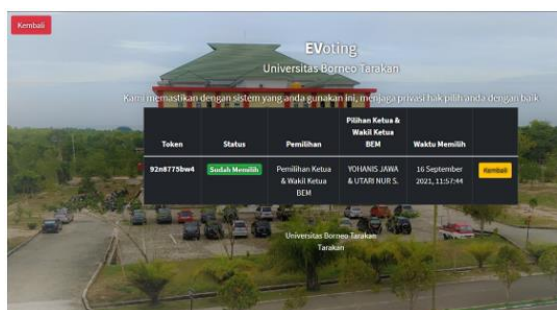 Kembali
EVoting
Universitas Borneo Tarakan
Kami memastikan dengan sistem yang anda gunakan ini, menjaga privasi hak pilih anda dengan baik
Pilihan Ketua &
Wakil Ketua
Token Status Pemilihan BEM Waktu Memilih
92n8775bw4 Sudah Memilih Pemilihan Ketua YOHANIS JAWA 16 September Kembali
& Wakil Ketua & UTARI NUR S. 2021, 11:57:44
BEM
Universitas Borneo Tarakan
Tarakan